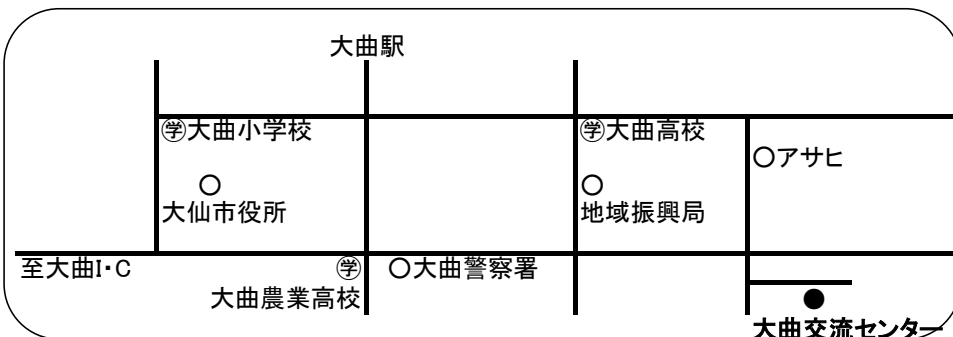 大曲駅
㊫大曲小学校
㊫大曲高校
○アサヒ
○
大仙市役所
○
地域振興局
至大曲I・C
㊫
大曲農業高校
○大曲警察署
●
大曲交流センター